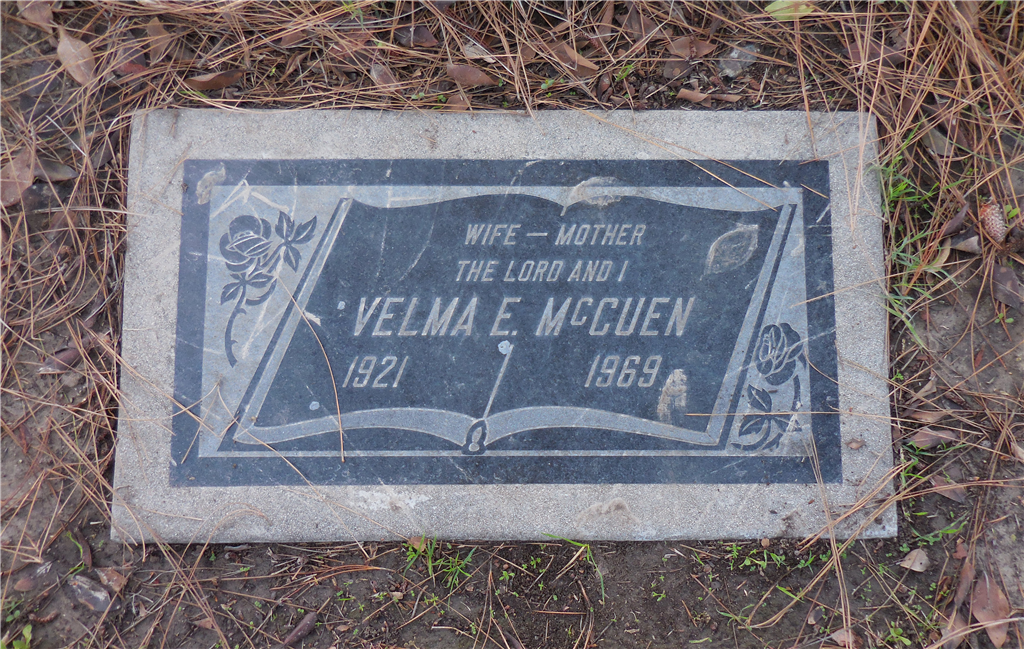 WIFE — MOTHER
THE LORD AND I
VELMA E. McCUEN
1921 1969